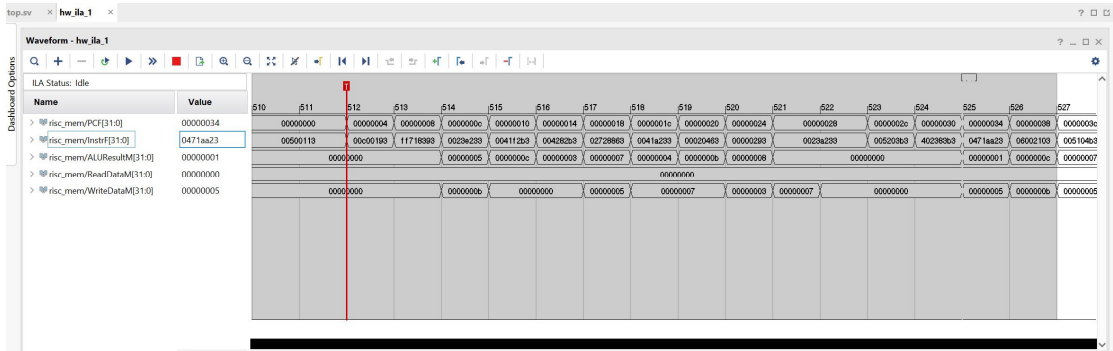 top.sv × hw_ila_1 ×
Waveform - hw_ila_1
Dashboard Options
ILA Status: Idle
Name Value
510 511 512 513 514 515 516 517 518 519 520 521 522 523 524 525 526 527
risc_mem/PCF[31:0] 00000034 00000000 00000004 00000008 0000000c 00000010 00000014 00000018 0000001c 00000020 00000024 00000028 0000002c 00000030 00000034 00000038 0000003c
risc_mem/InstrF[31:0] 0471aa23 00500113 00c00193 ff718393 0023e233 0041f2b3 004282b3 02728863 0041a233 00020463 00000293 0023a233 005203b3 402383b3 0471aa23 06002103 005104b3
risc_mem/ALUResultM[31:0] 00000001 00000000 00000005 0000000c 00000003 00000007 00000004 0000000b 00000008 00000000 00000001 0000000c 00000007
risc_mem/ReadDataM[31:0] 00000000 00000000
risc_mem/WriteDataM[31:0] 00000005 00000000 0000000b 00000000 00000005 00000007 00000003 00000007 00000000 00000005 0000000b 00000005